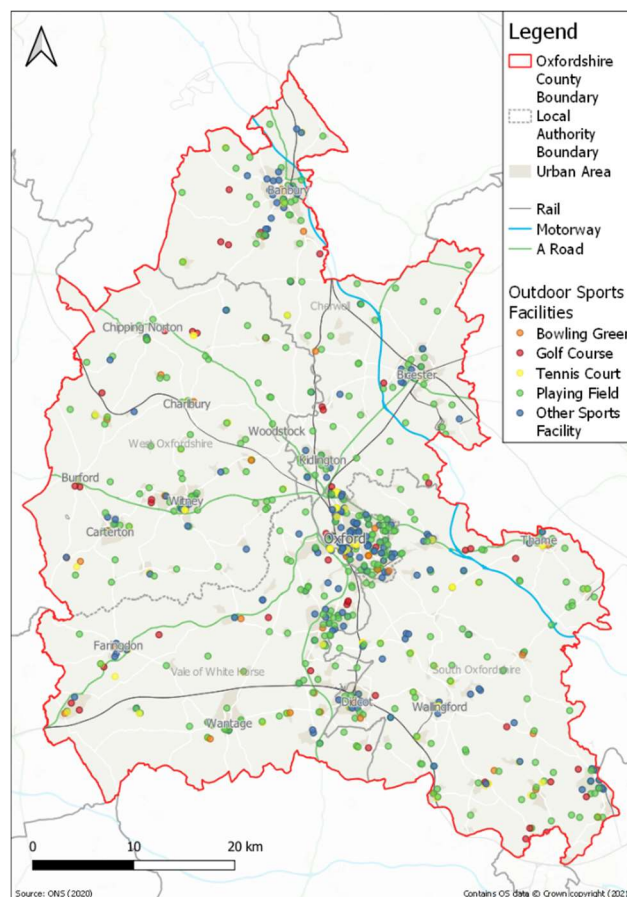 Legend
Oxfordshire
County
Boundary
Local
Authority
Boundary
Urban Area
Rail
Motorway
A Road
Outdoor Sports
Facilities
Bowling Green
Golf Course
Tennis Court
Playing Field
Other Sports
Facility
Banbury
Cherwell
Chipping Norton
Bicester
Charlbury
Woodstock
West Oxfordshire
Kidlington
Burford
Witney
Carterton
Oxford
Thame
Faringdon
Vale of White Horse
South Oxfordshire
Didcot
Wallingford
Wantage
0 10 20 km
Source: ONS (2020)
Contains OS data © Crown copyright (2021